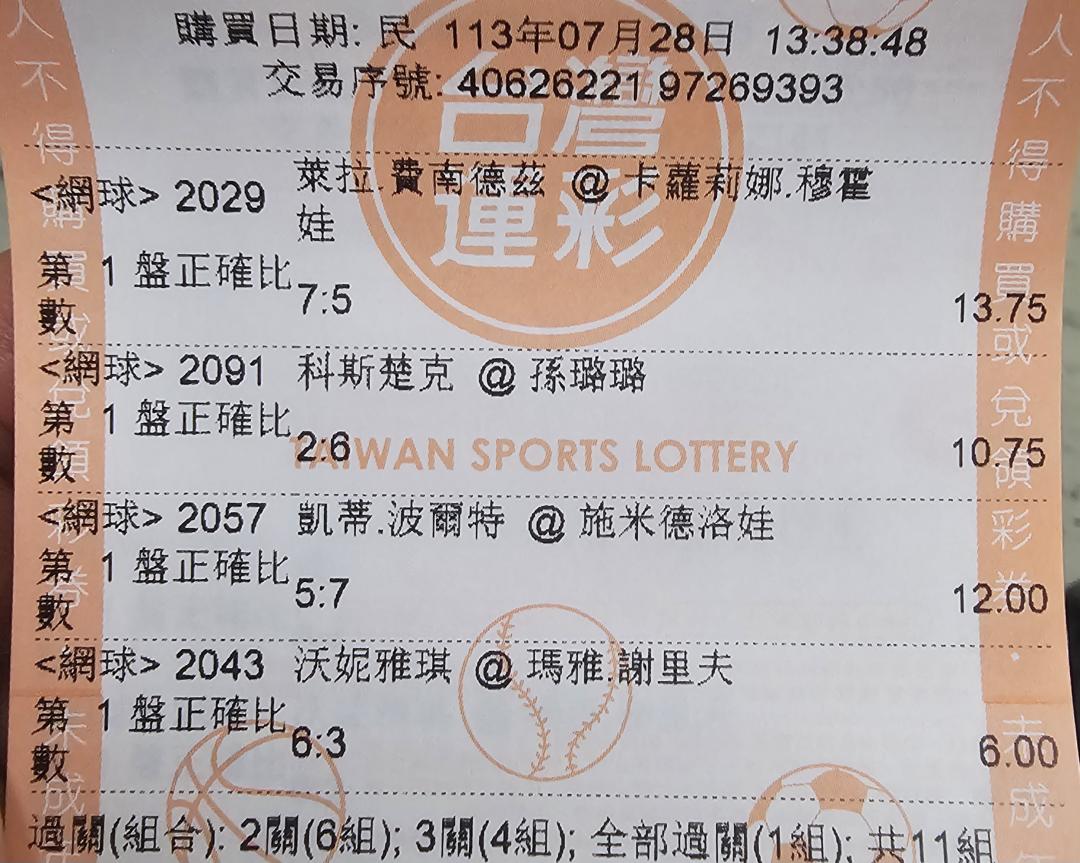 購買日期: 民 113年07月28日 13:38:48
交易序號: 40626221 97269393
台灣
運彩
<網球> 2029 萊拉.費南德茲 @ 卡蘿莉娜.穆霍
娃
第 1 盤正確比
數 7:5 13.75
<網球> 2091 科斯楚克 @ 孫璐璐
第 1 盤正確比
數 2:6 10.75
TAIWAN SPORTS LOTTERY
<網球> 2057 凱蒂.波爾特 @ 施米德洛娃
第 1 盤正確比
數 5:7 12.00
<網球> 2043 沃妮雅琪 @ 瑪雅.謝里夫
第 1 盤正確比
數 6:3 6.00
過關(組合): 2關(6組); 3關(4組); 全部過關(1組); 共11組
人不得購買或兌領彩券.未成
人不得購買或兌領彩券.未成